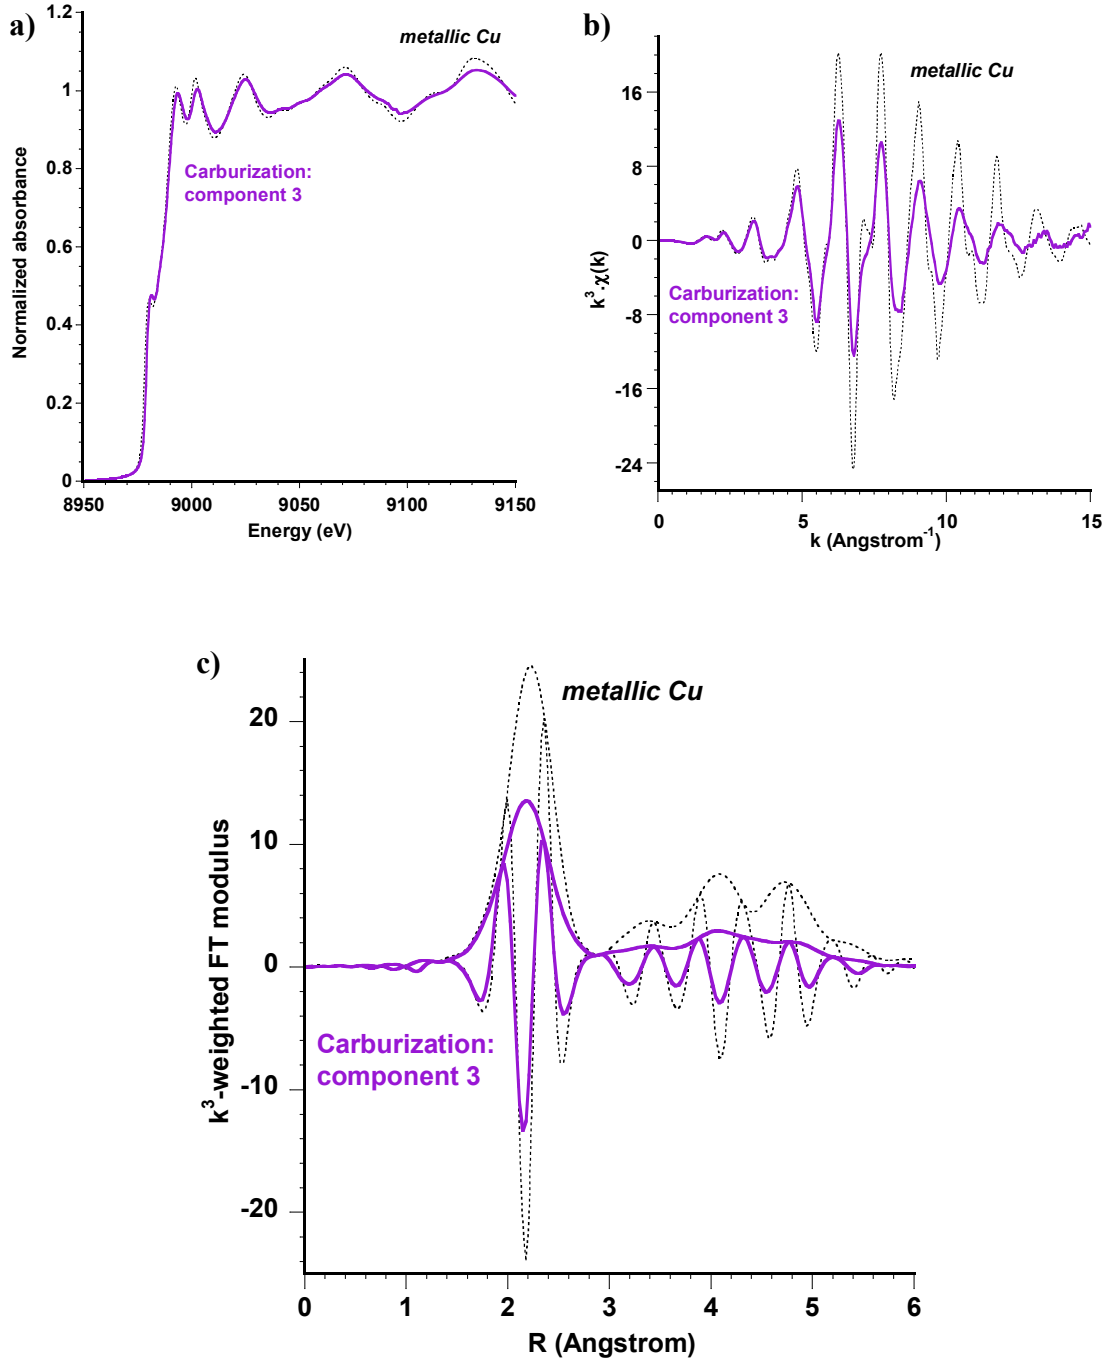 a)
1.2
1
0.8
0.6
0.4
0.2
0
Normalized absorbance
metallic Cu
Carburization:
component 3
8950
9000
9050
9100
9150
Energy (eV)
b)
16
8
0
-8
-16
-24
k³.χ(k)
metallic Cu
Carburization:
component 3
0
5
10
15
k (Angstrom⁻¹)
c)
20
10
0
-10
-20
k³-weighted FT modulus
metallic Cu
Carburization:
component 3
0
1
2
3
4
5
6
R (Angstrom)